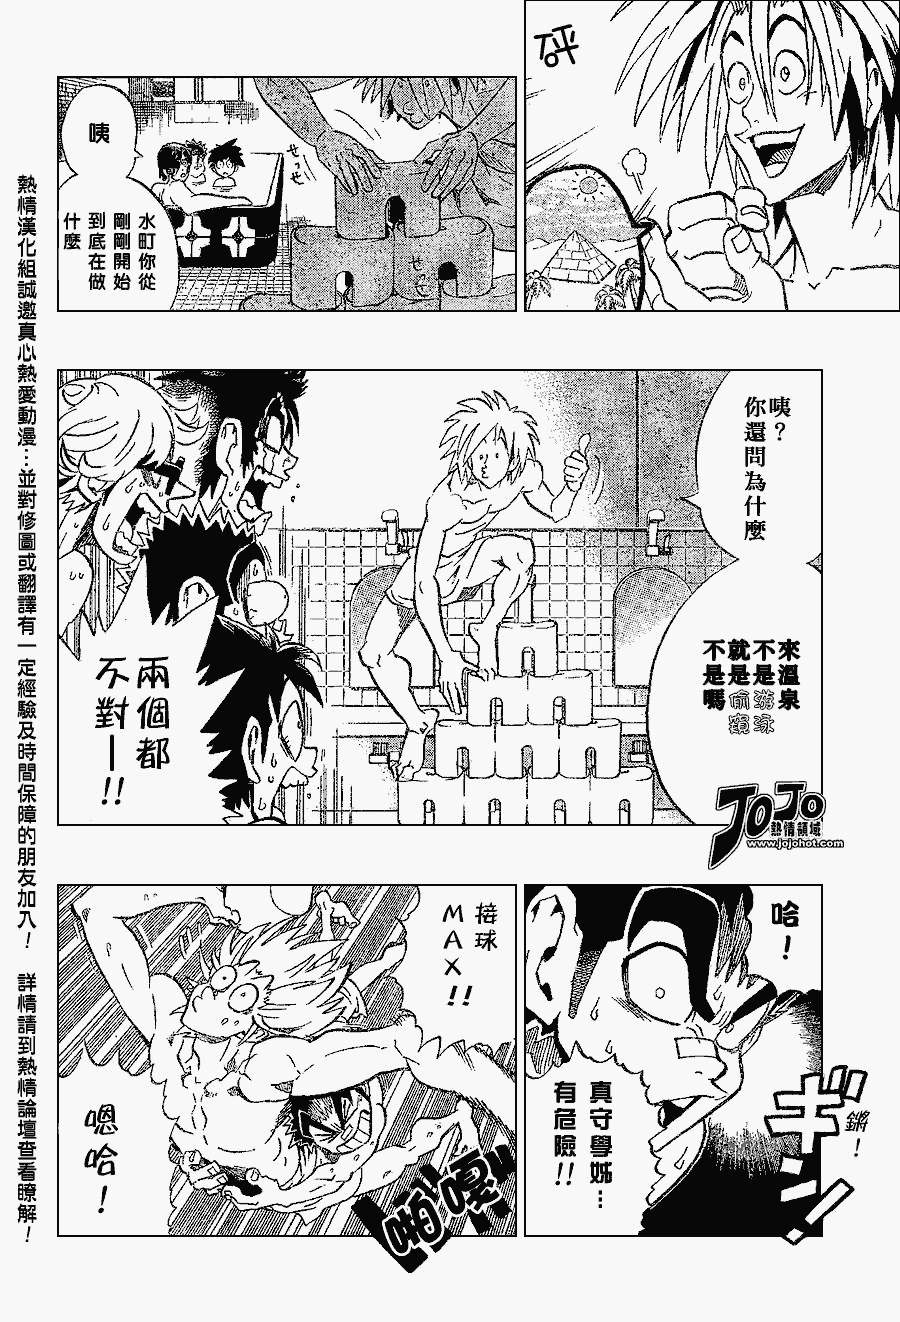 砰
咦
水町你從
剛剛開始
到底在做
什麼
せっせ
せっせ
咦?
你還問為什麼
來溫泉
不是游泳
就是偷窺
不是嗎
兩個都
不對ー!!
JOJO
熱情領域
www.jojohot.com
哈!
真守學姊…
有危險!!
ギン!!
鏘!
接球
MAX!!
嗯哈!
啪嘎!!
熱情漢化組誠邀真心熱愛動漫…並對修圖或翻譯有一定經驗及時間保障的朋友加入! 詳情請到熱情論壇查看瞭解!